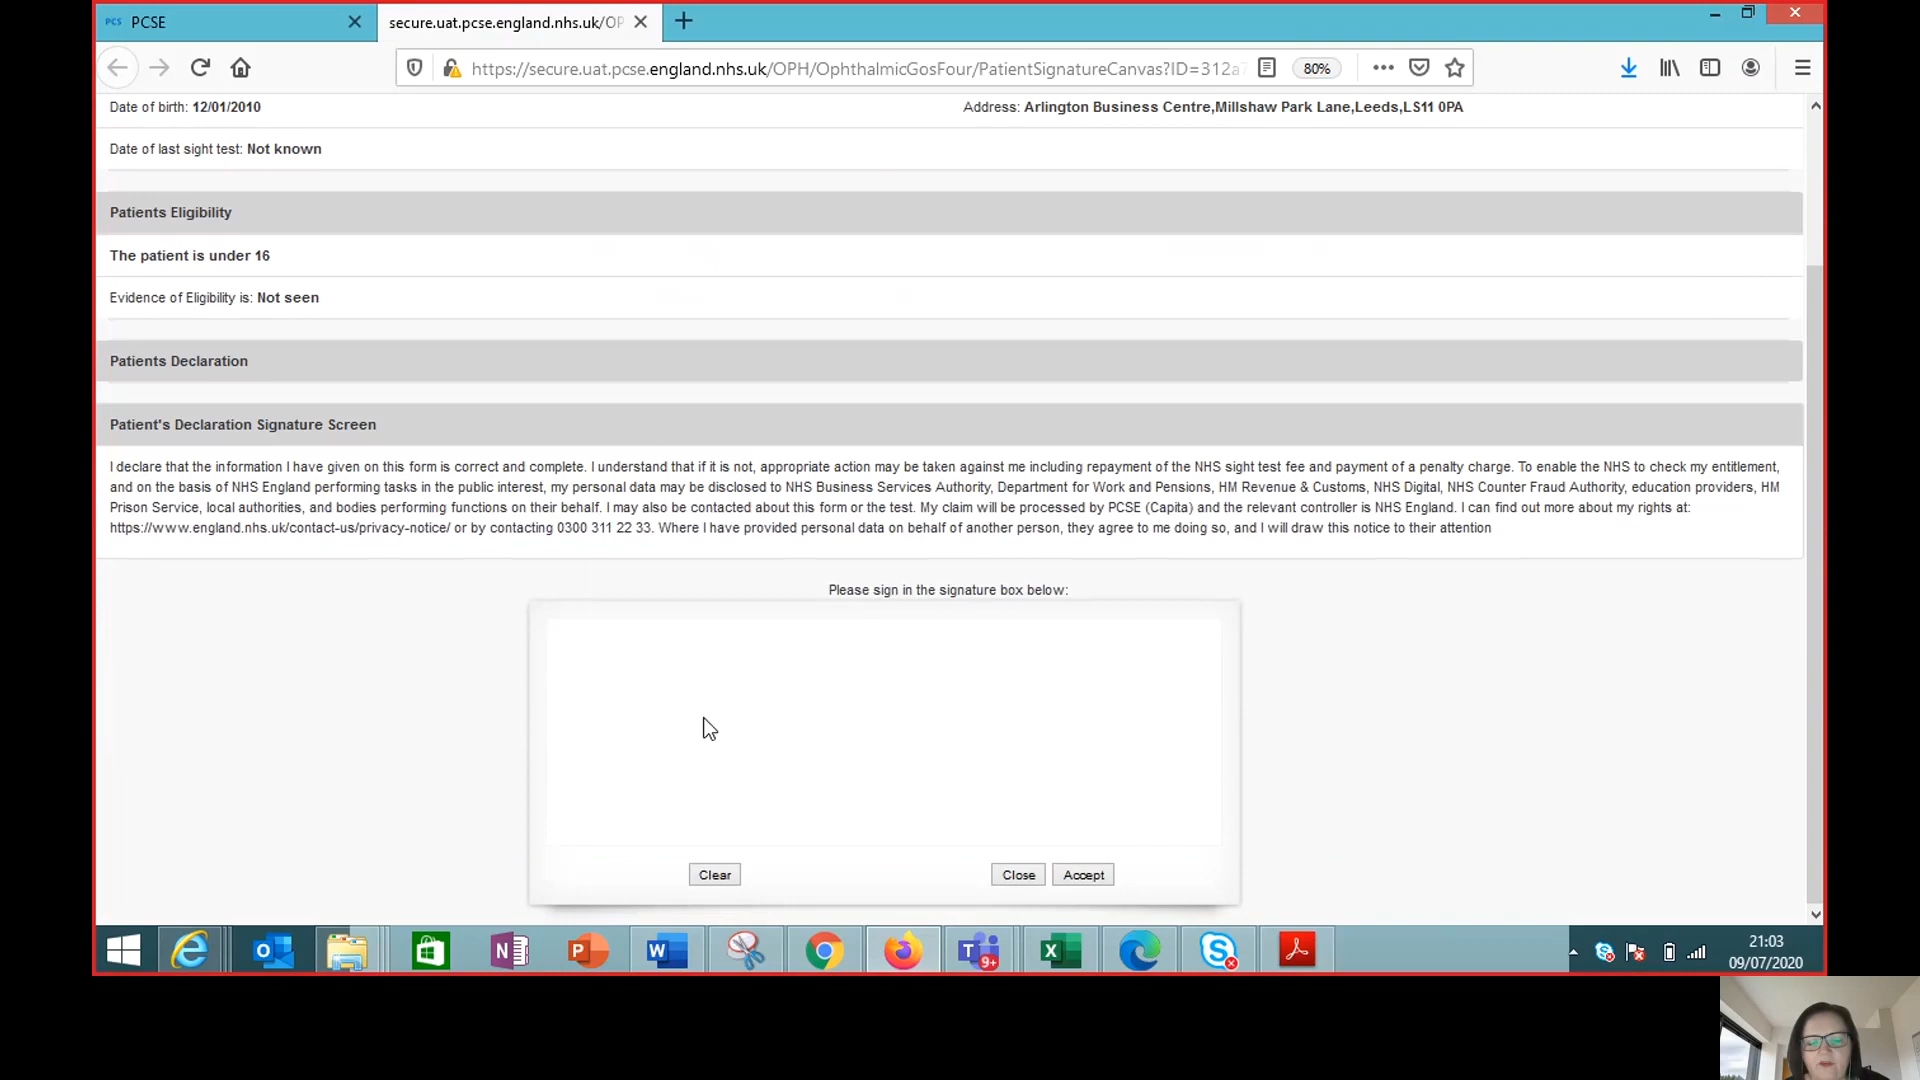 PCS PCSE
secure.uat.pcse.england.nhs.uk/OP
https://secure.uat.pcse.england.nhs.uk/OPH/OphthalmicGosFour/PatientSignatureCanvas?ID=312a
80%
Date of birth: 12/01/2010
Address: Arlington Business Centre,Millshaw Park Lane,Leeds,LS11 0PA
Date of last sight test: Not known
Patients Eligibility
The patient is under 16
Evidence of Eligibility is: Not seen
Patients Declaration
Patient's Declaration Signature Screen
I declare that the information I have given on this form is correct and complete. I understand that if it is not, appropriate action may be taken against me including repayment of the NHS sight test fee and payment of a penalty charge. To enable the NHS to check my entitlement,
and on the basis of NHS England performing tasks in the public interest, my personal data may be disclosed to NHS Business Services Authority, Department for Work and Pensions, HM Revenue & Customs, NHS Digital, NHS Counter Fraud Authority, education providers, HM
Prison Service, local authorities, and bodies performing functions on their behalf. I may also be contacted about this form or the test. My claim will be processed by PCSE (Capita) and the relevant controller is NHS England. I can find out more about my rights at:
https://www.england.nhs.uk/contact-us/privacy-notice/ or by contacting 0300 311 22 33. Where I have provided personal data on behalf of another person, they agree to me doing so, and I will draw this notice to their attention
Please sign in the signature box below:
Clear
Close
Accept
9+
21:03
09/07/2020